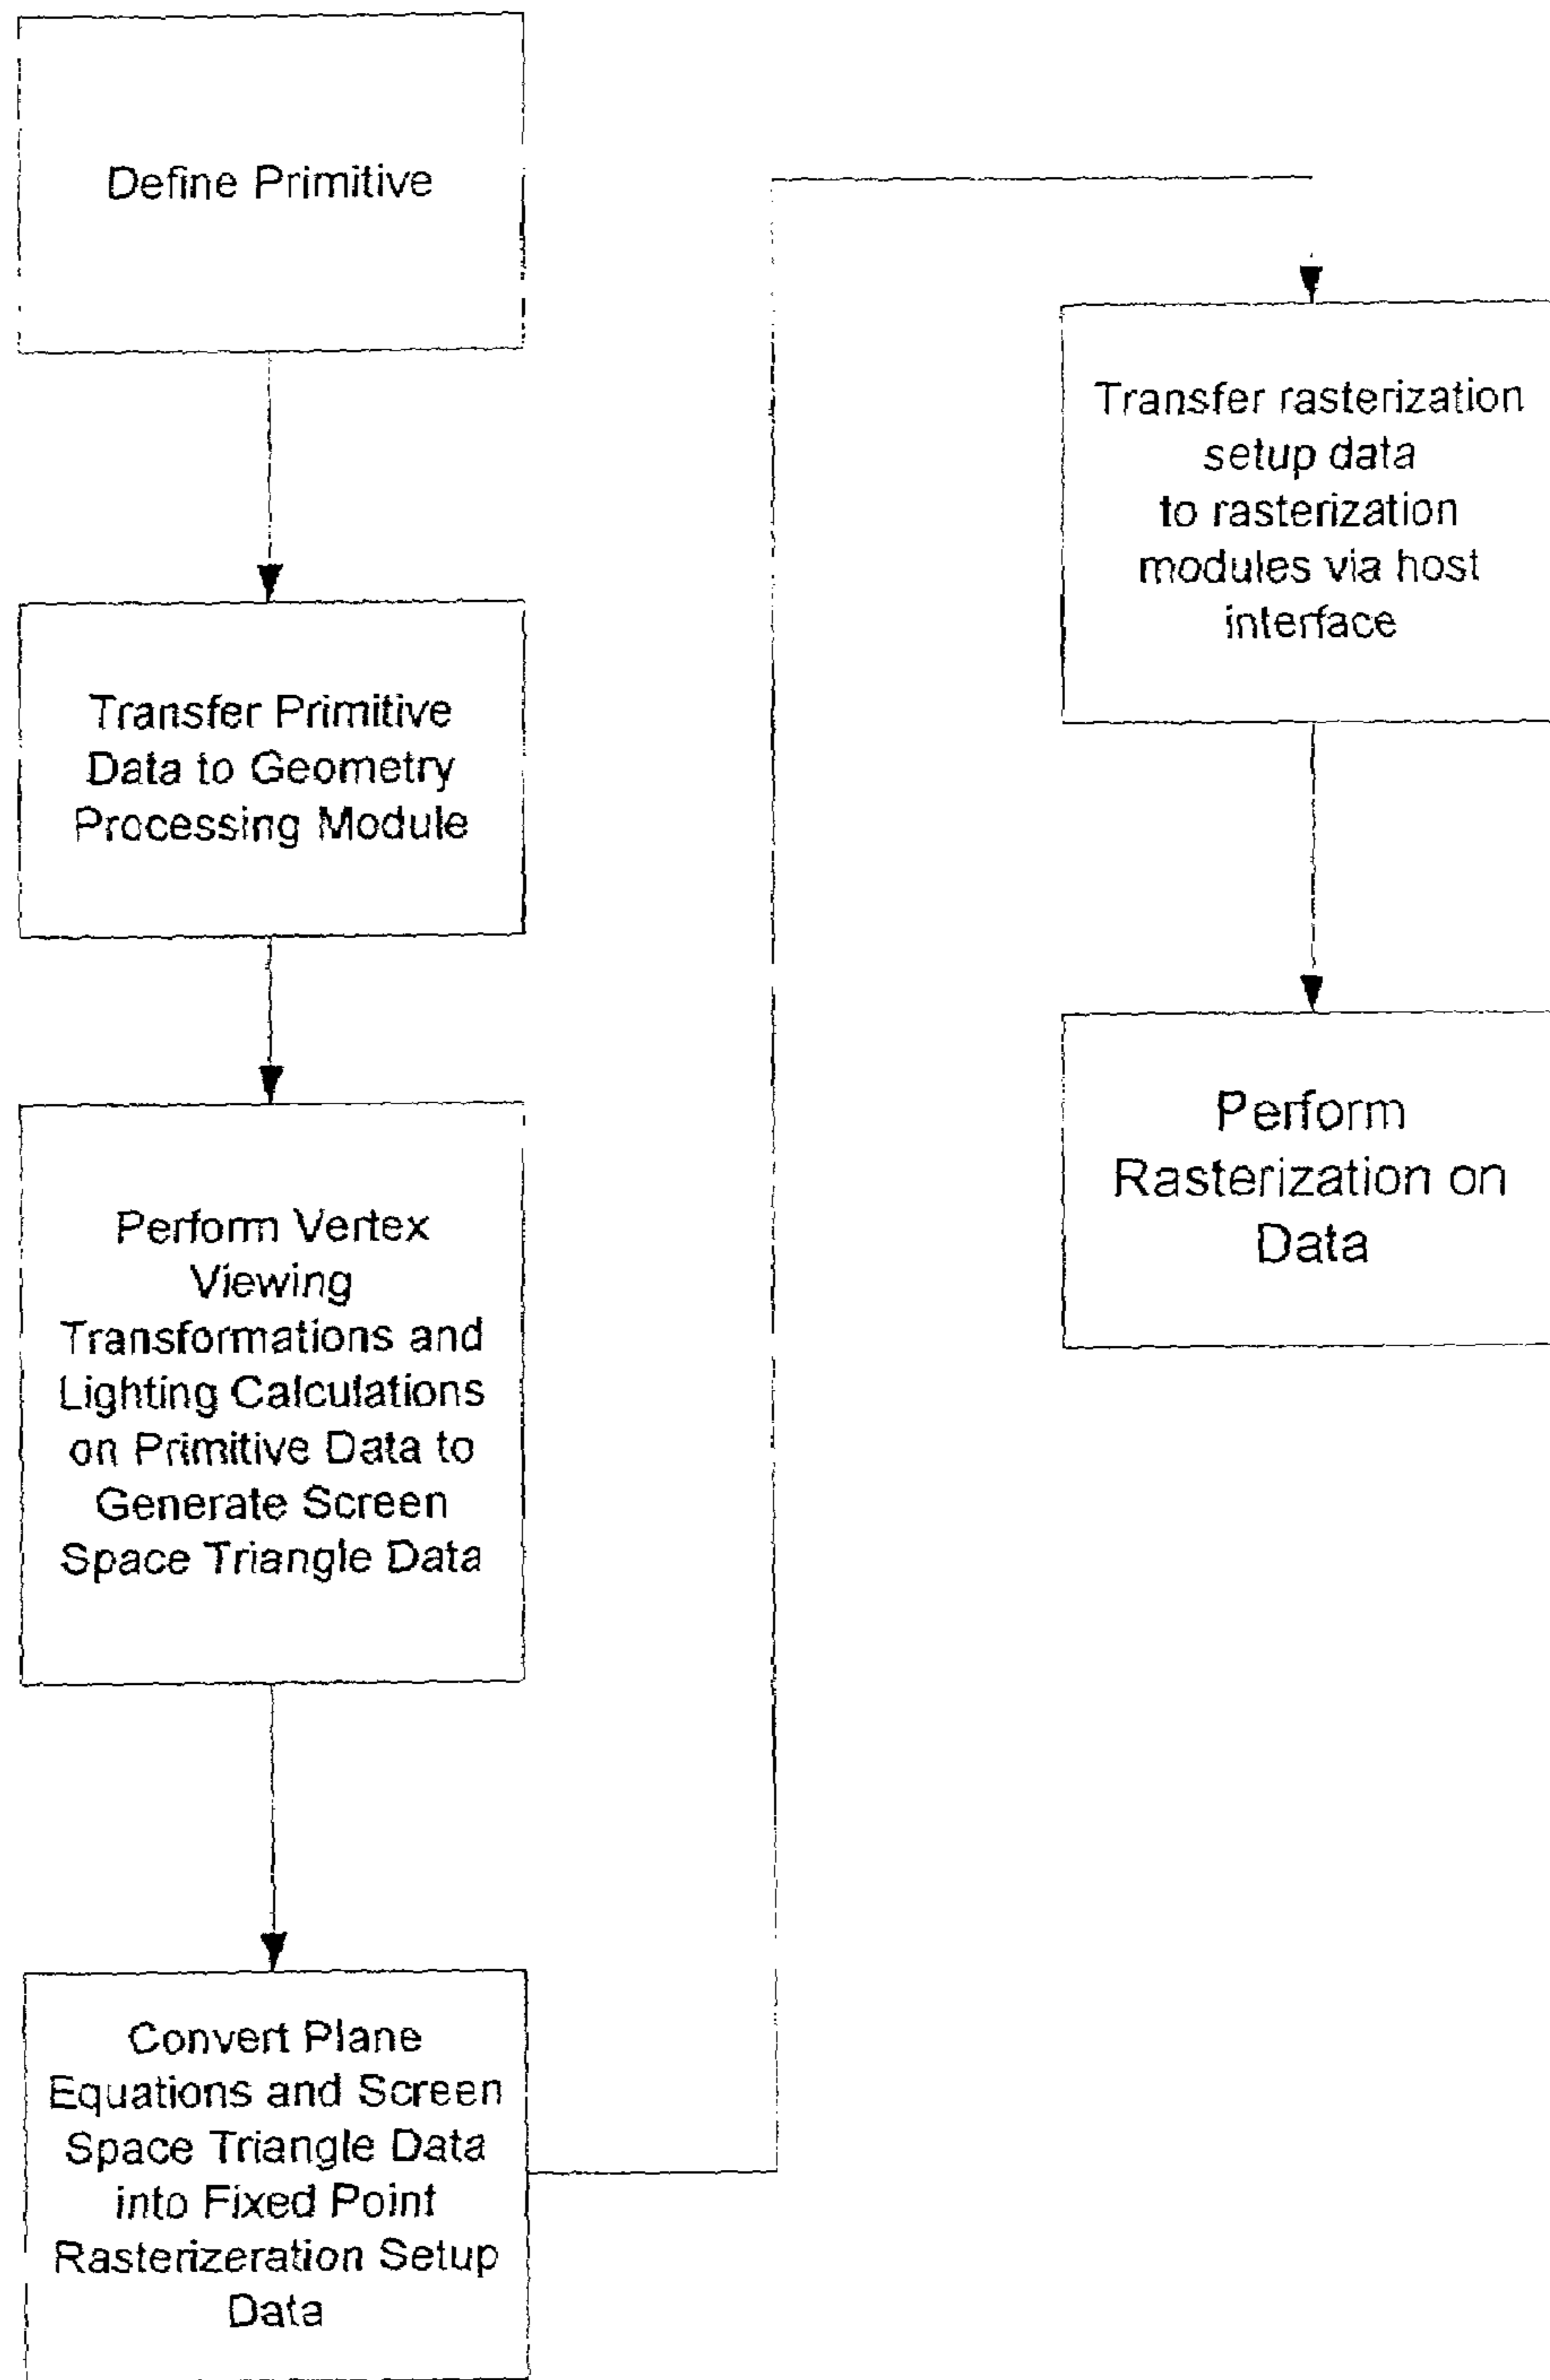 Define Primitive
Transfer Primitive
Data to Geometry
Processing Module
Perform Vertex
Viewing
Transformations and
Lighting Calculations
on Primitive Data to
Generate Screen
Space Triangle Data
Convert Plane
Equations and Screen
Space Triangle Data
into Fixed Point
Rasterizeration Setup
Data
Transfer rasterization
setup data
to rasterization
modules via host
interface
Perform
Rasterization on
Data